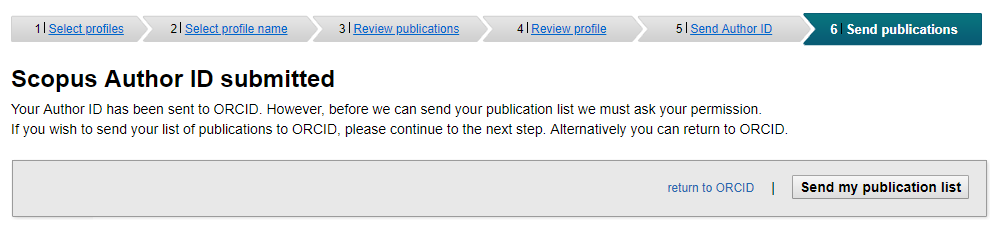 1 | Select profiles 2 | Select profile name 3 | Review publications 4 | Review profile 5 | Send Author ID 6 | Send publications
Scopus Author ID submitted
Your Author ID has been sent to ORCID. However, before we can send your publication list we must ask your permission.
If you wish to send your list of publications to ORCID, please continue to the next step. Alternatively you can return to ORCID.
return to ORCID | Send my publication list